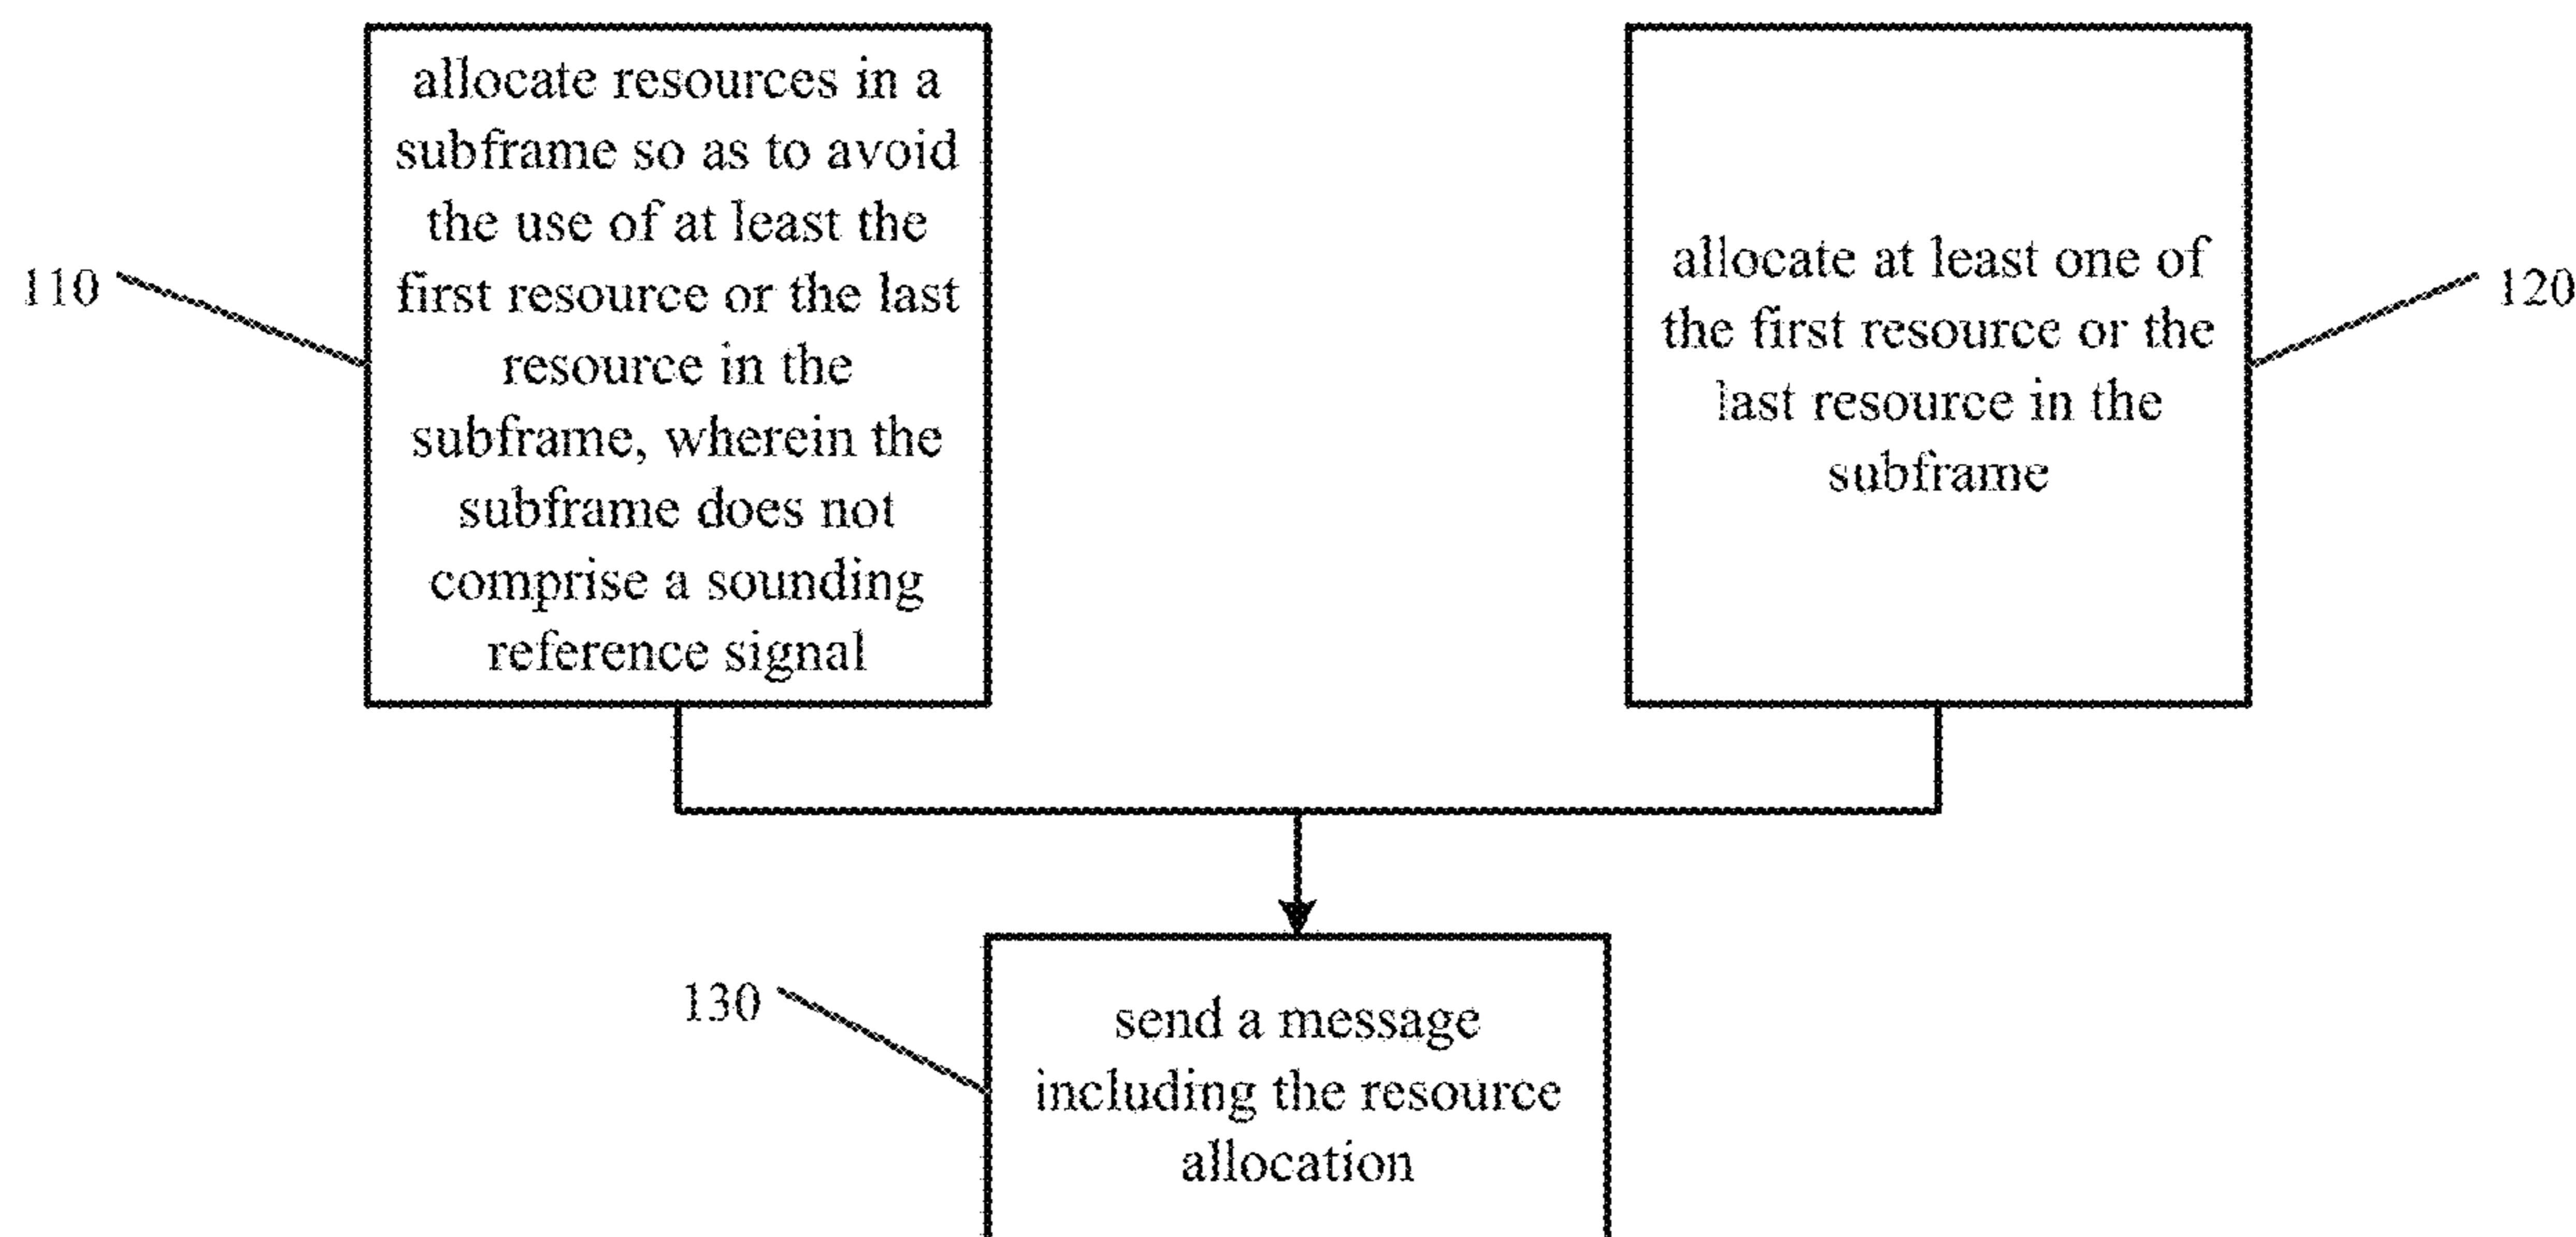 allocate resources in a
subframe so as to avoid
the use of at least the
first resource or the last
resource in the
subframe, wherein the
subframe does not
comprise a sounding
reference signal
110
allocate at least one of
the first resource or the
last resource in the
subframe
120
130
send a message
including the resource
allocation